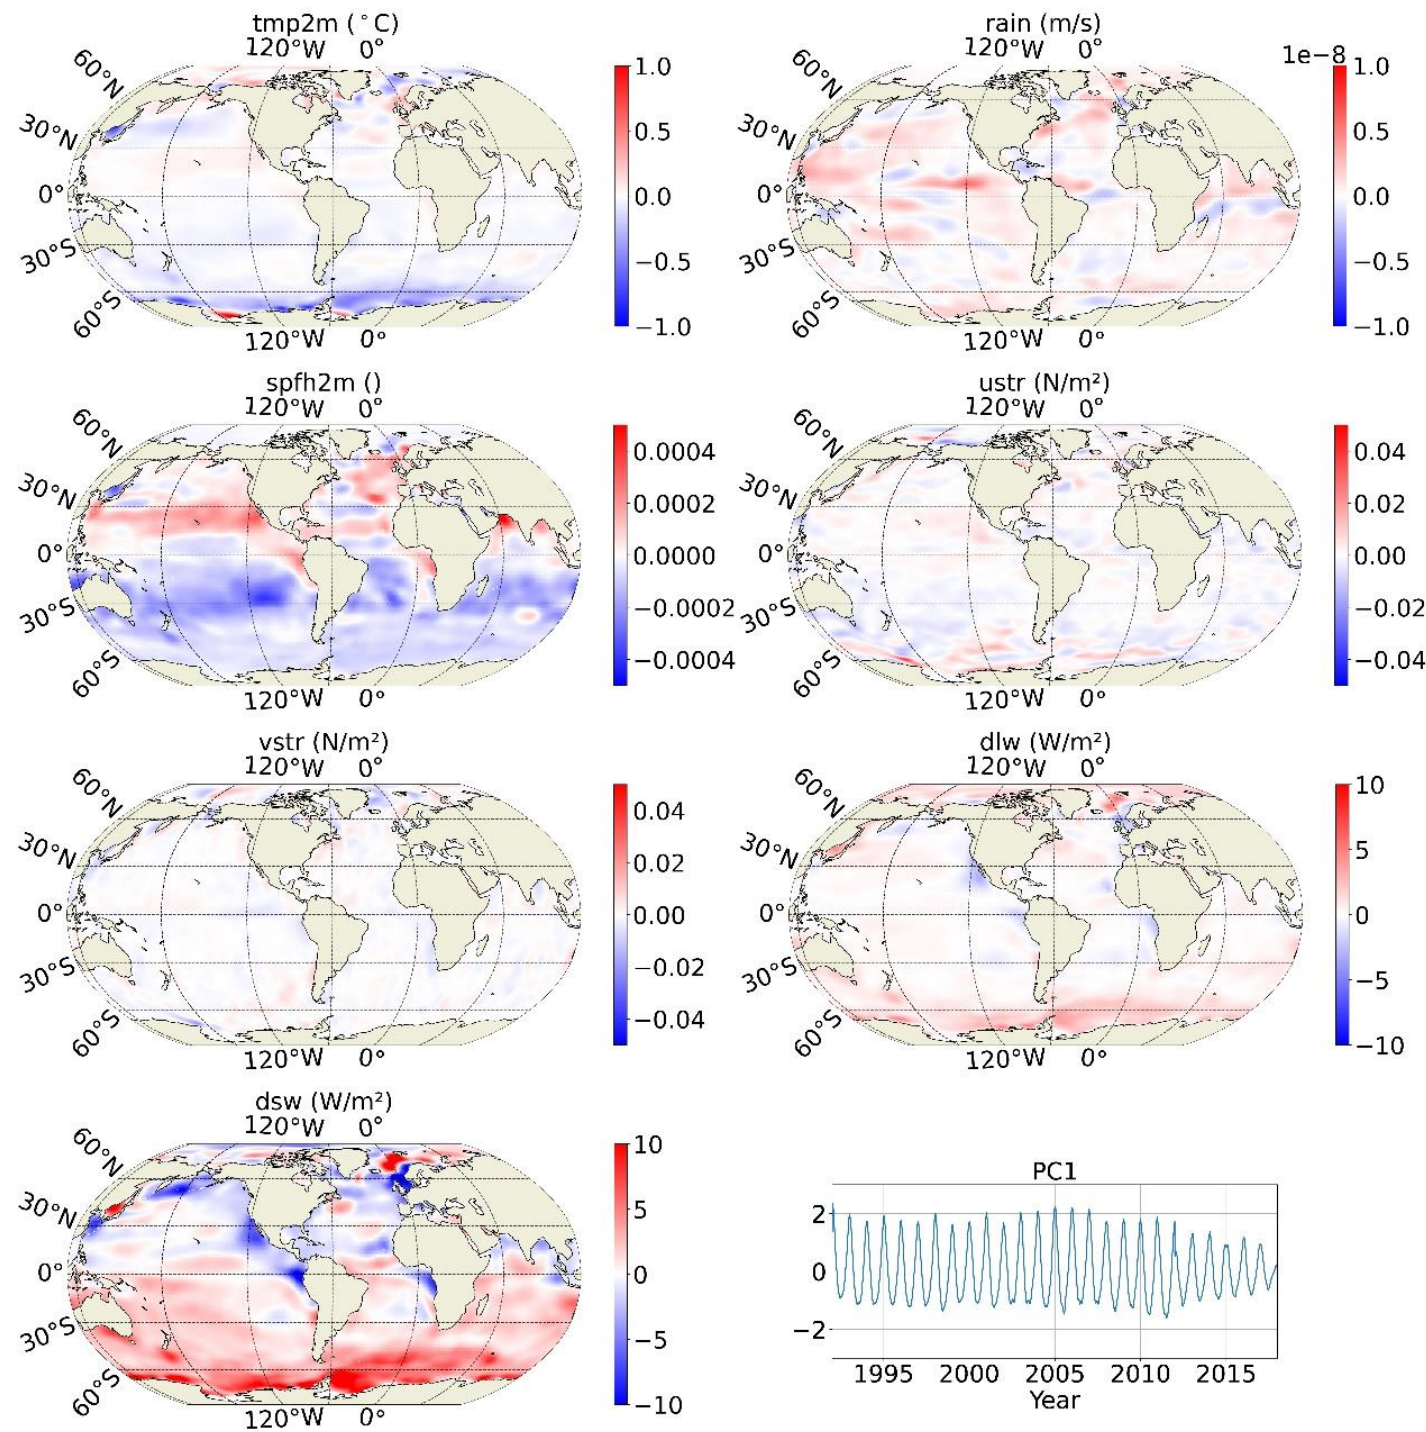 tmp2m (°C)
120°W 0°
60°N
30°N
0°
30°S
60°S
120°W 0°
1.0
0.5
0.0
−0.5
−1.0
rain (m/s)
120°W 0°
60°N
30°N
0°
30°S
60°S
120°W 0°
1e-8
1.0
0.5
0.0
−0.5
−1.0
spfh2m ()
120°W 0°
60°N
30°N
0°
30°S
60°S
120°W 0°
0.0004
0.0002
0.0000
−0.0002
−0.0004
ustr (N/m²)
120°W 0°
60°N
30°N
0°
30°S
60°S
120°W 0°
0.04
0.02
0.00
−0.02
−0.04
vstr (N/m²)
120°W 0°
60°N
30°N
0°
30°S
60°S
120°W 0°
0.04
0.02
0.00
−0.02
−0.04
dlw (W/m²)
120°W 0°
60°N
30°N
0°
30°S
60°S
120°W 0°
10
5
0
−5
−10
dsw (W/m²)
120°W 0°
60°N
30°N
0°
30°S
60°S
120°W 0°
10
5
0
−5
−10
PC1
2
0
−2
1995 2000 2005 2010 2015
Year